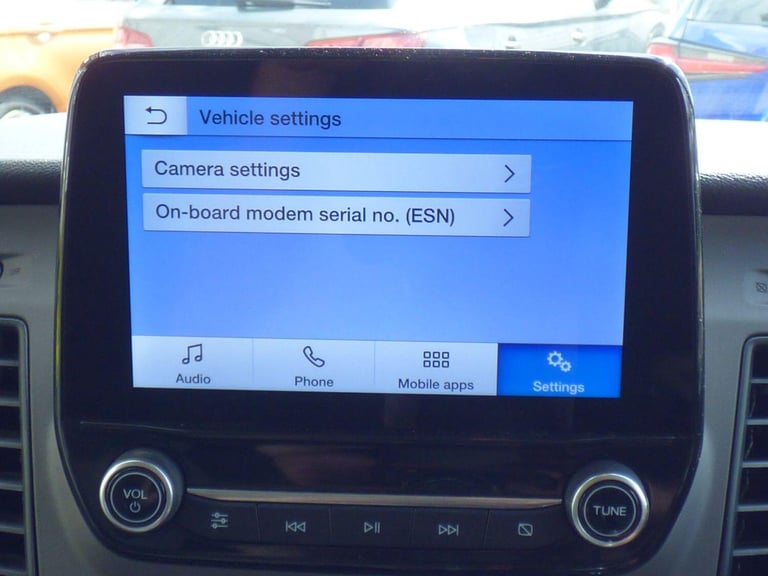 Vehicle settings
Camera settings
On-board modem serial no. (ESN)
Audio
Phone
Mobile apps
Settings
VOL
TUNE